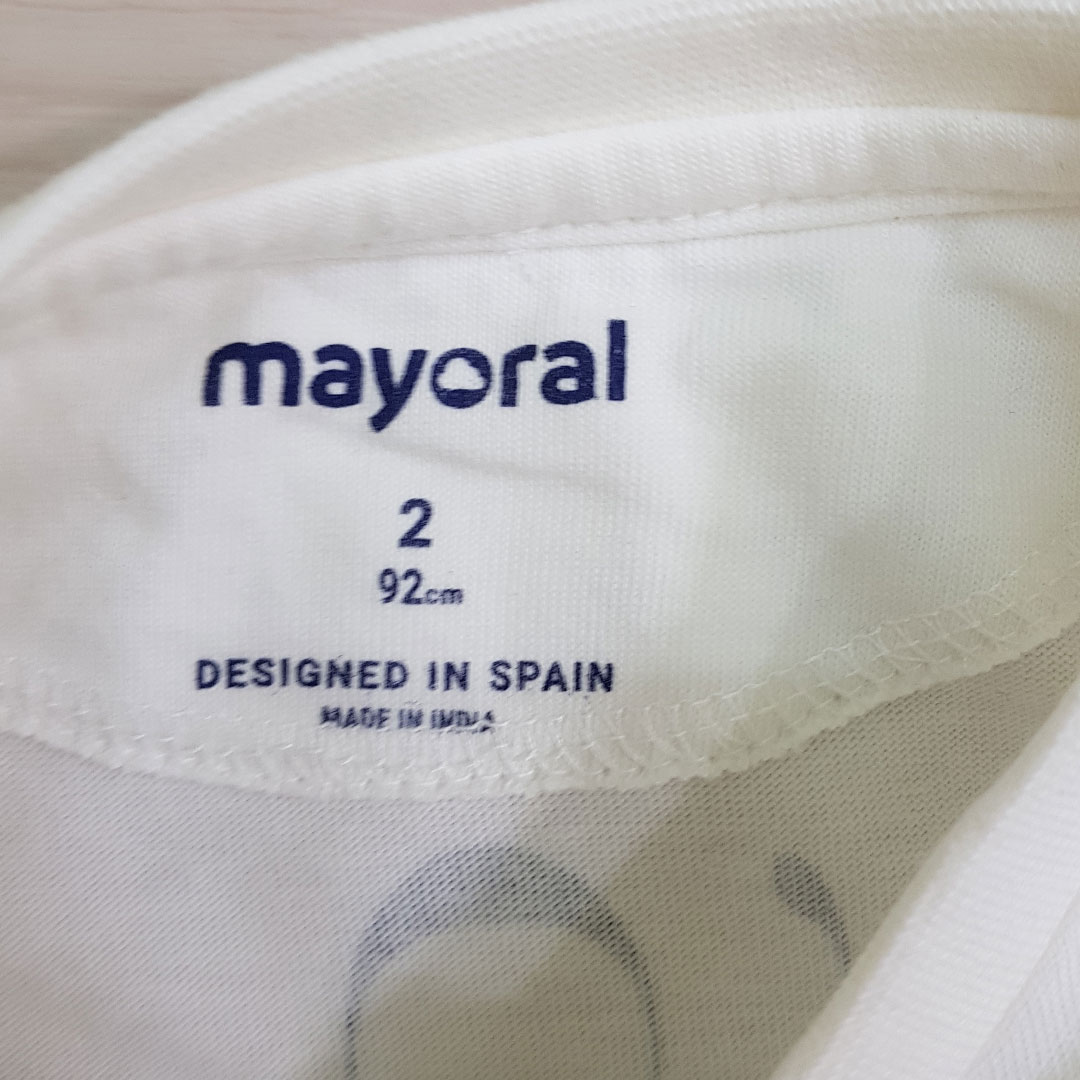 mayoral
2
92cm
DESIGNED IN SPAIN
MADE IN INDIA